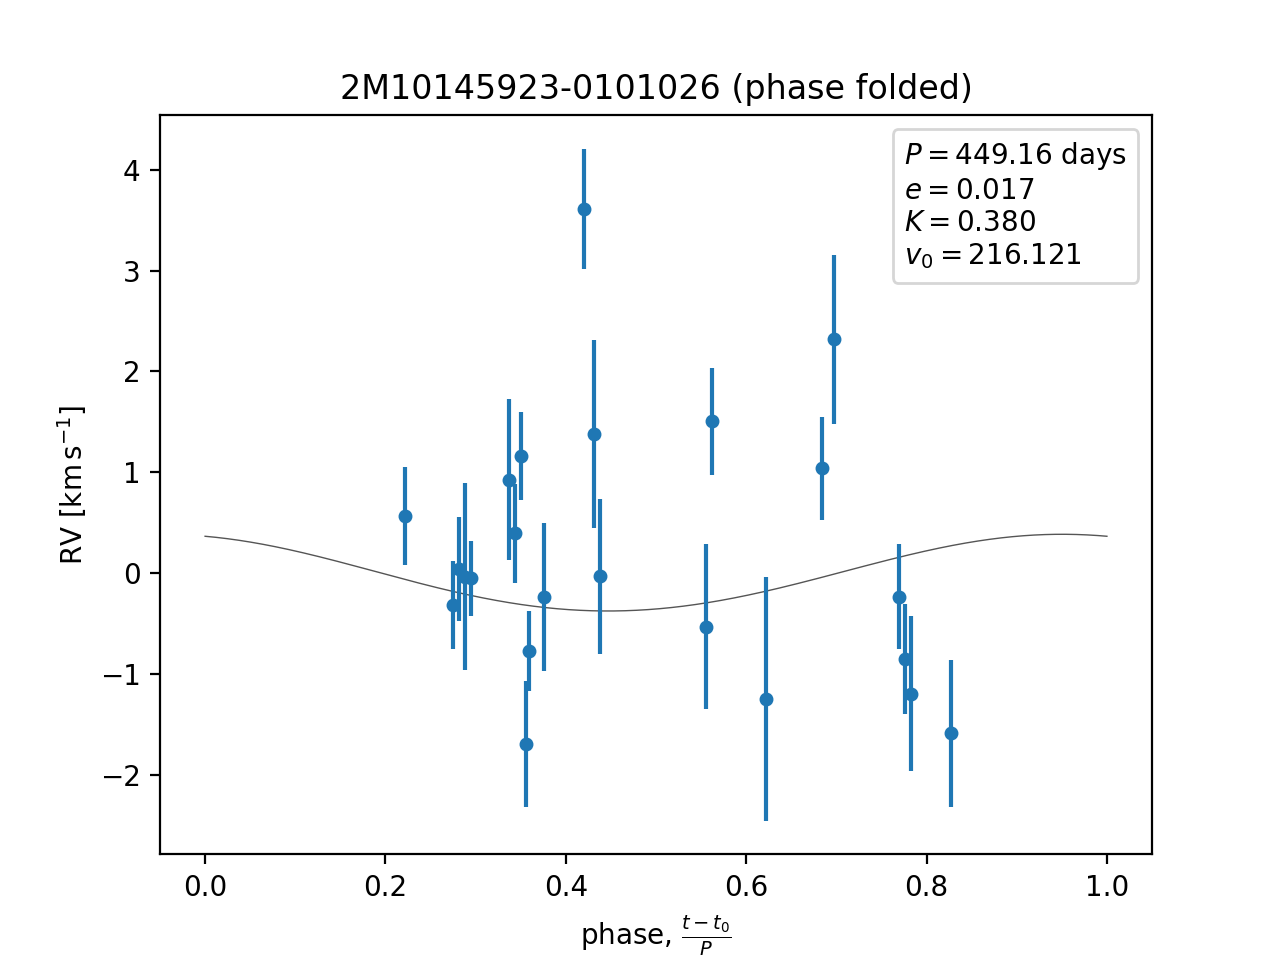 2M10145923-0101026 (phase folded)
P = 449.16 days
e = 0.017
K = 0.380
v₀ = 216.121
RV [km s⁻¹]
4
3
2
1
0
−1
−2
0.0 0.2 0.4 0.6 0.8 1.0
phase, (t − t₀)/P